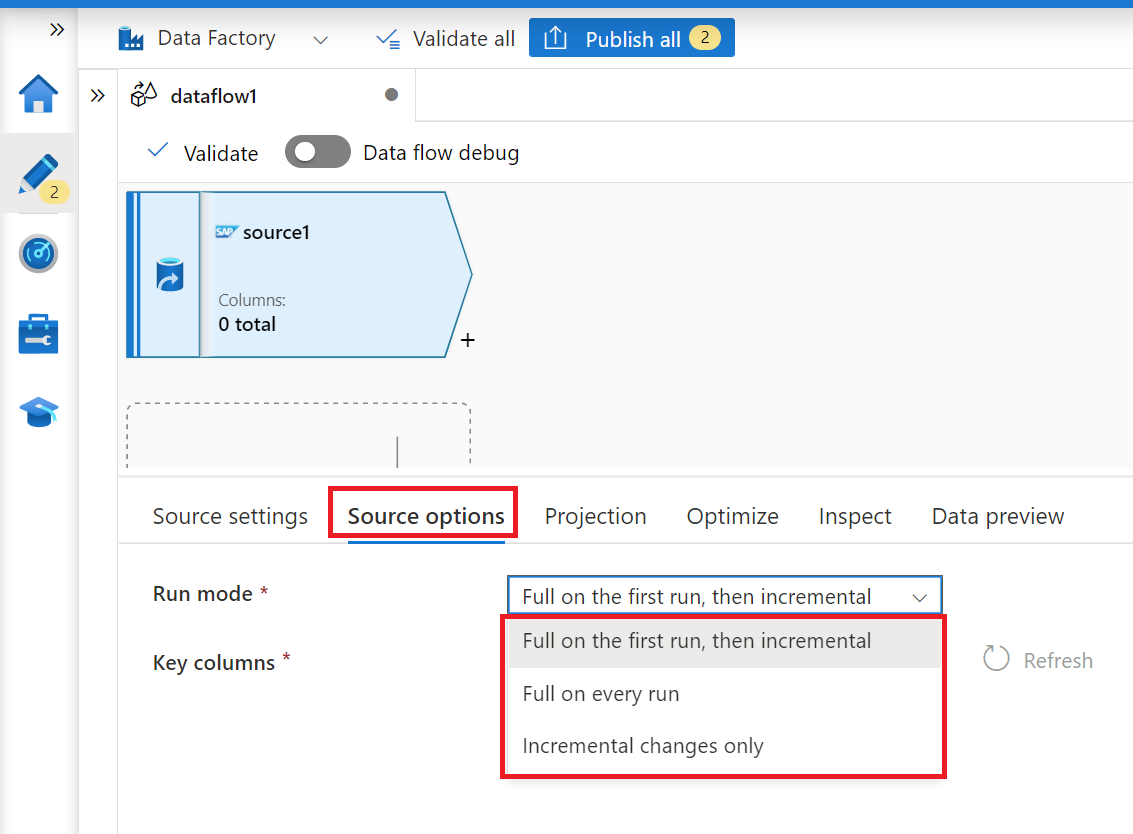 Data Factory
Validate all
Publish all 2
dataflow1
2
Validate
Data flow debug
SAP source1
Columns:
0 total
+
Source settings
Source options
Projection
Optimize
Inspect
Data preview
Run mode *
Full on the first run, then incremental
Full on the first run, then incremental
Key columns *
Refresh
Full on every run
Incremental changes only